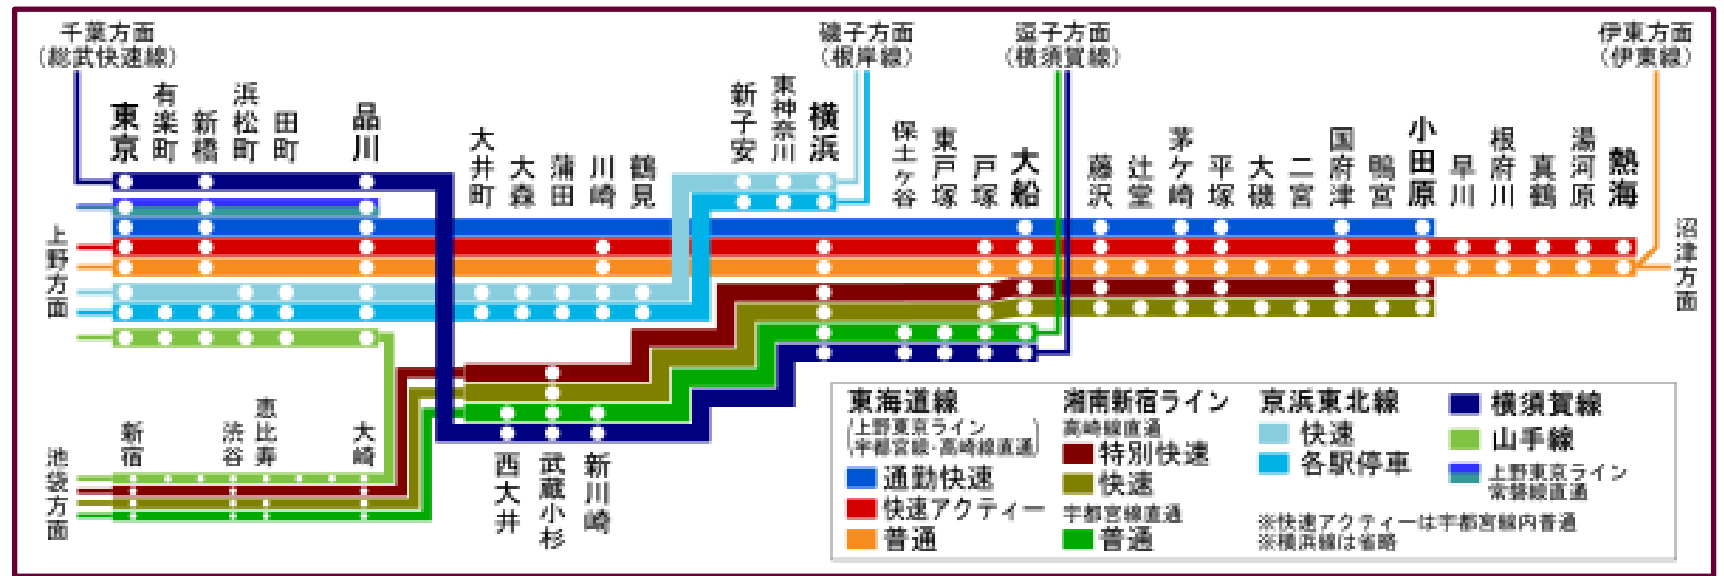 千葉方面
(総武快速線)
磯子方面
(根岸線)
逗子方面
(横須賀線)
伊東方面
(伊東線)
東京
有楽町
新橋
浜松町
田町
品川
大井町
大森
蒲田
川崎
鶴見
新子安
東神奈川
横浜
保土ケ谷
東戸塚
戸塚
大船
藤沢
辻堂
茅ケ崎
平塚
大磯
二宮
国府津
鴨宮
小田原
早川
根府川
真鶴
湯河原
熱海
上野方面
沼津方面
新宿
渋谷
恵比寿
大崎
池袋方面
西大井
武蔵小杉
新川崎
東海道線
(上野東京ライン
宇都宮線・高崎線直通)
通勤快速
快速アクティー
普通
湘南新宿ライン
高崎線直通
特別快速
快速
宇都宮線直通
普通
京浜東北線
快速
各駅停車
横須賀線
山手線
上野東京ライン
常磐線直通
※快速アクティーは宇都宮線内普通
※横浜線は省略